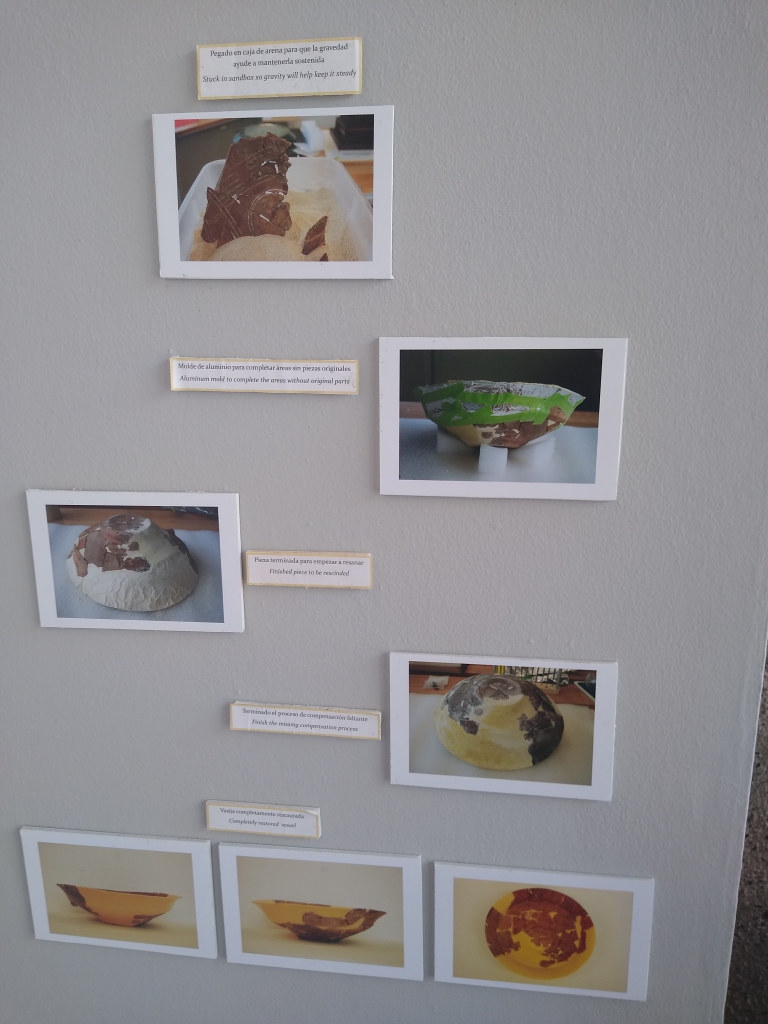 Pegado en caja de arena para que la gravedad
ayude a mantenerla sostenida
Stuck in sandbox so gravity will help keep it steady
Molde de aluminio para completar áreas sin piezas originales
Aluminum mold to complete the areas without original parts
Pieza terminada para empezar a resanar
Finished piece to be rescinded
Terminado el proceso de compensación faltante
Finish the missing compensation process
Vasija completamente restaurada
Completely restored vessel